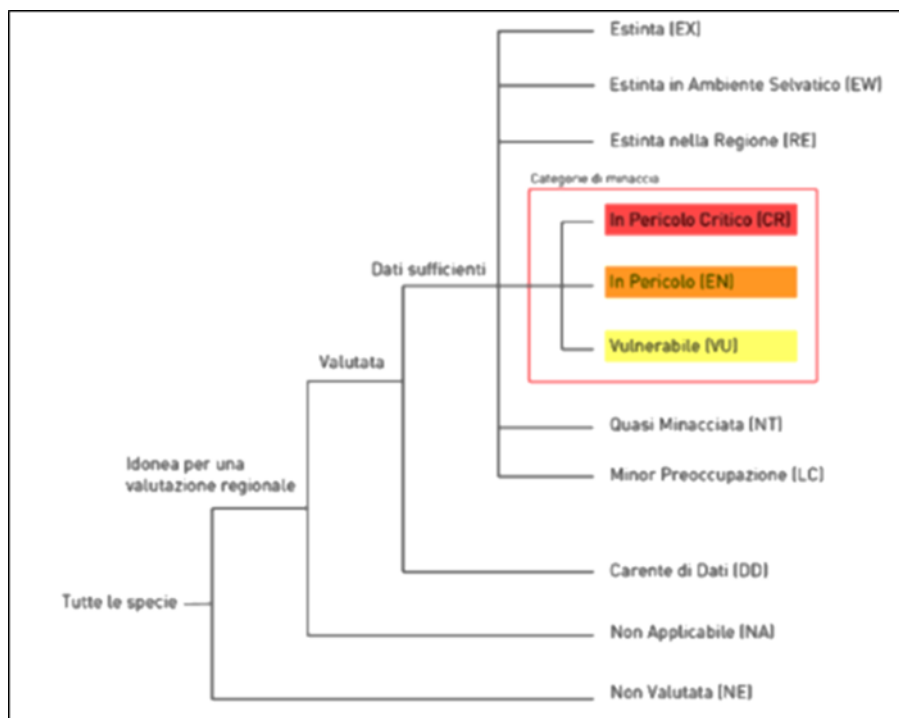 Estinta (EX)
Estinta in Ambiente Selvatico (EW)
Estinta nella Regione (RE)
Categorie di minaccia
In Pericolo Critico (CR)
Dati sufficienti
In Pericolo (EN)
Vulnerabile (VU)
Valutata
Quasi Minacciata (NT)
Idonea per una
valutazione regionale
Minor Preoccupazione (LC)
Carente di Dati (DD)
Tutte le specie
Non Applicabile (NA)
Non Valutata (NE)